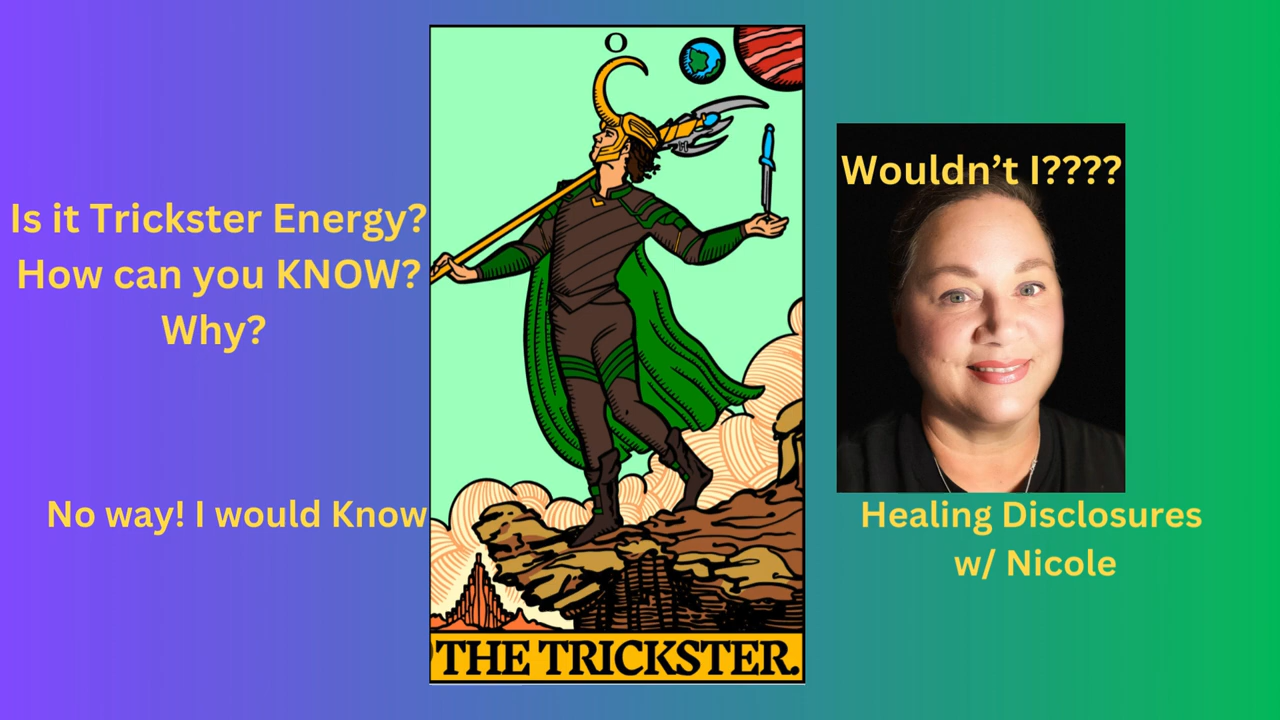 Is it Trickster Energy?
How can you KNOW?
Why?
No way! I would Know
O
THE TRICKSTER.
Wouldn't I????
Healing Disclosures
w/ Nicole